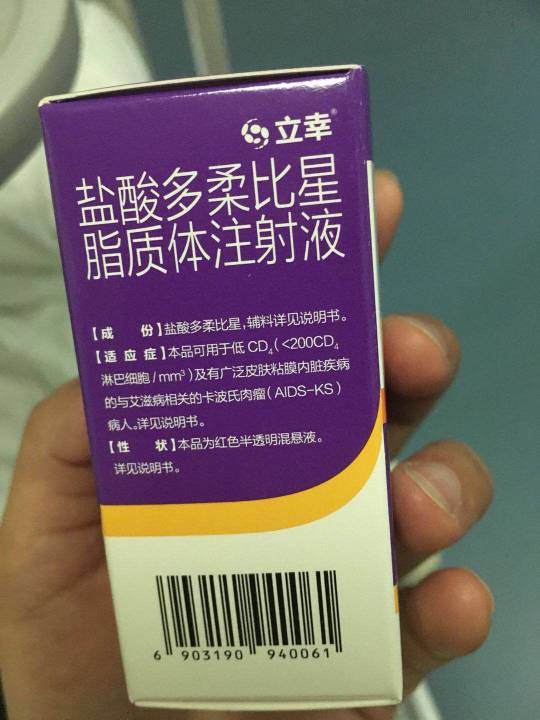 立幸®
盐酸多柔比星
脂质体注射液
【成 份】盐酸多柔比星,辅料详见说明书。
【适应症】本品可用于低CD4(<200CD4
淋巴细胞/mm³)及有广泛皮肤粘膜内脏疾病
的与艾滋病相关的卡波氏肉瘤(AIDS-KS)
病人。详见说明书。
【性 状】本品为红色半透明混悬液。
详见说明书。
6 903190 940061